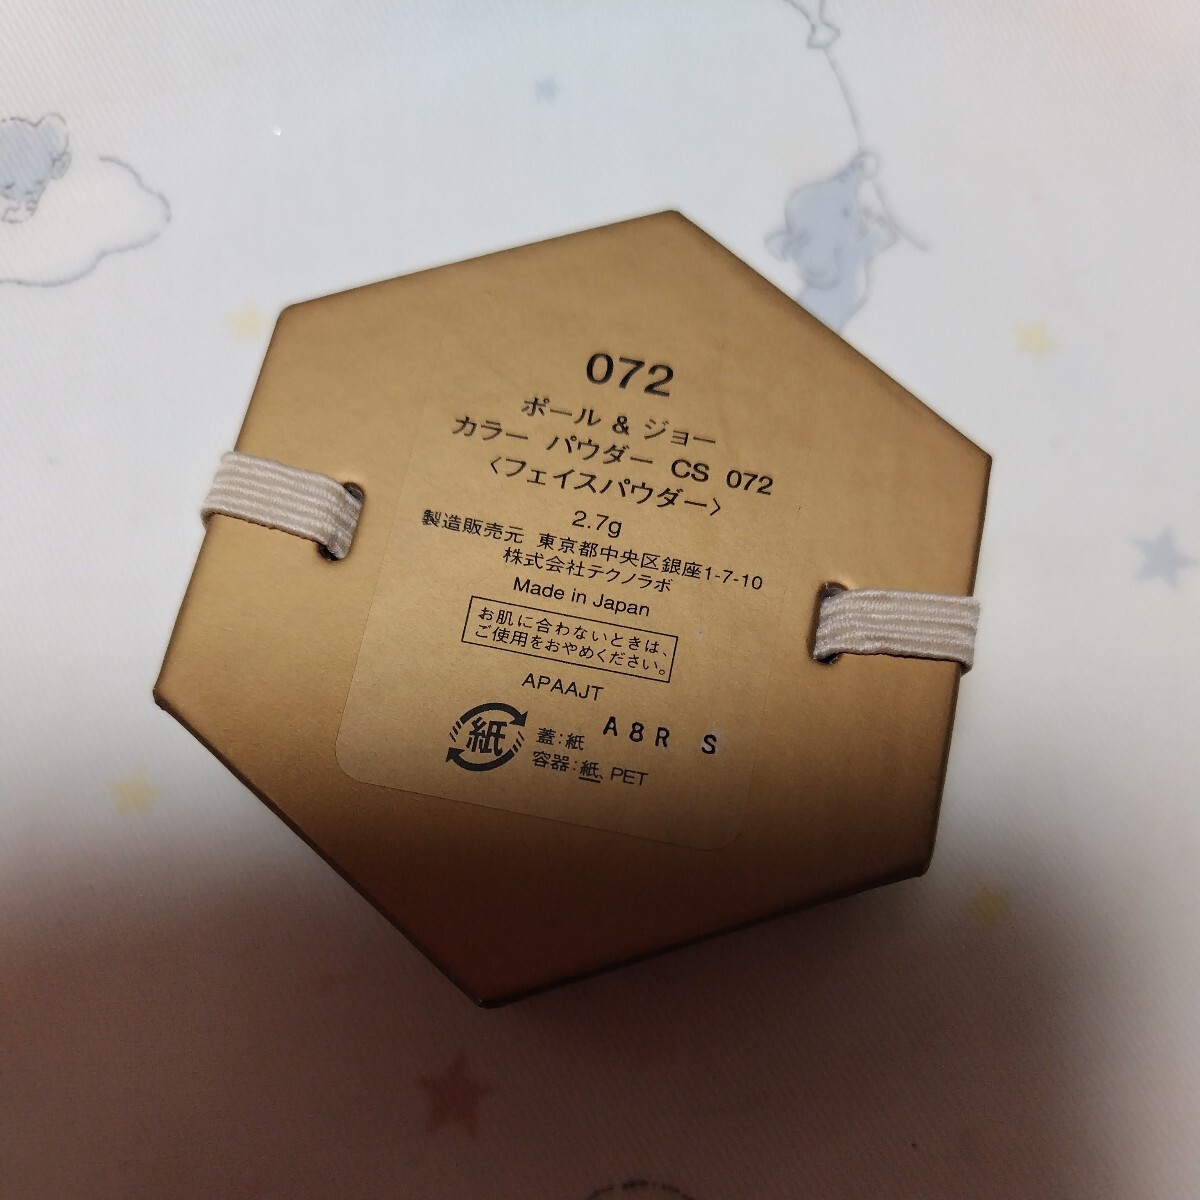 072
ポール & ジョー
カラー パウダー CS 072
〈フェイスパウダー〉
2.7g
製造販売元 東京都中央区銀座1-7-10
株式会社テクノラボ
Made in Japan
お肌に合わないときは、
ご使用をおやめください。
APAAJT
A8R S
紙
蓋:紙
容器:紙、PET